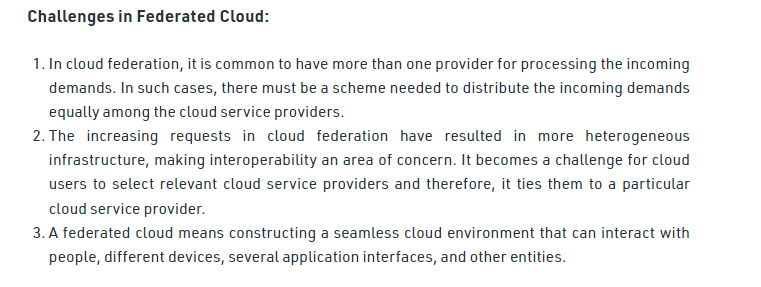 Challenges in Federated Cloud:
1. In cloud federation, it is common to have more than one provider for processing the incoming
demands. In such cases, there must be a scheme needed to distribute the incoming demands
equally among the cloud service providers.
2. The increasing requests in cloud federation have resulted in more heterogeneous
infrastructure, making interoperability an area of concern. It becomes a challenge for cloud
users to select relevant cloud service providers and therefore, it ties them to a particular
cloud service provider.
3. A federated cloud means constructing a seamless cloud environment that can interact with
people, different devices, several application interfaces, and other entities.